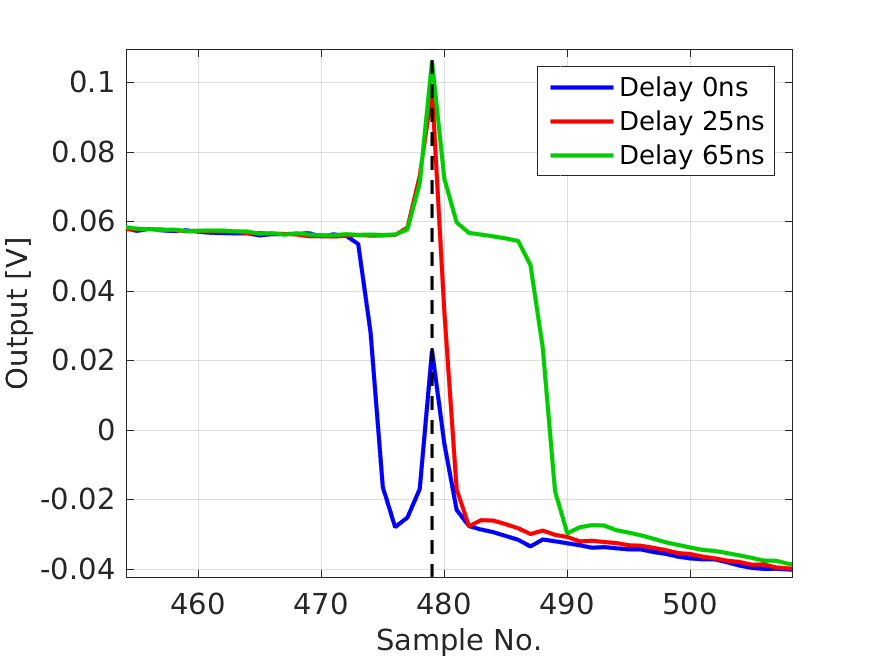 0.1
0.08
0.06
0.04
0.02
0
-0.02
-0.04
Output [V]
460 470 480 490 500
Sample No.
Delay 0ns
Delay 25ns
Delay 65ns